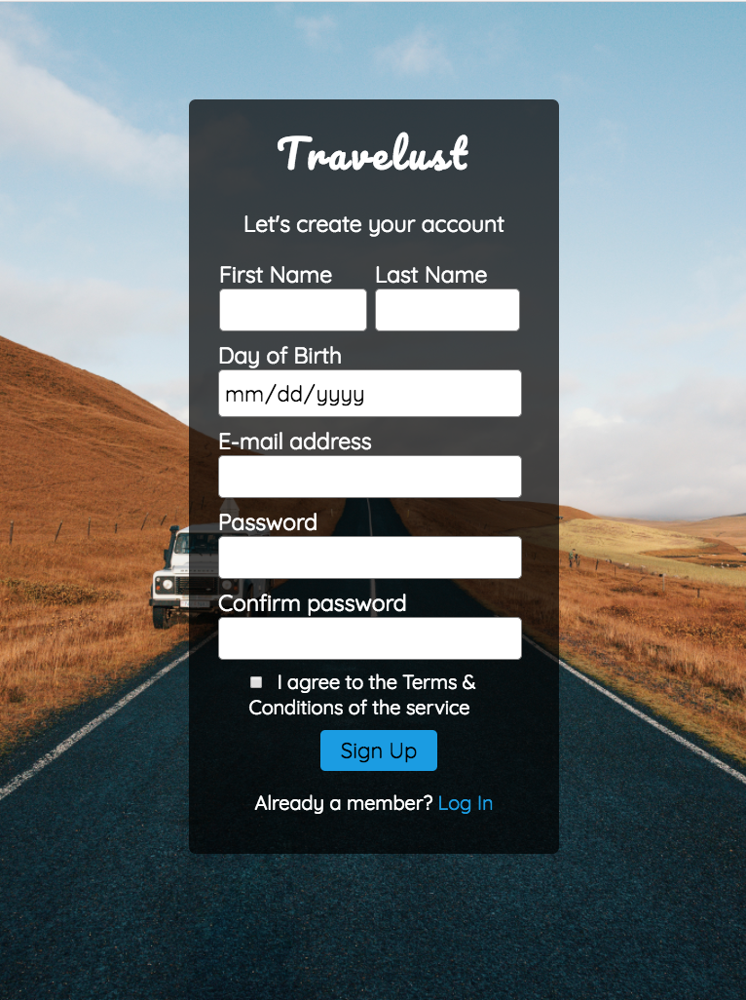 Travelust
Let's create your account
First Name Last Name
Day of Birth
mm/dd/yyyy
E-mail address
Password
Confirm password
I agree to the Terms &
Conditions of the service
Sign Up
Already a member? Log In